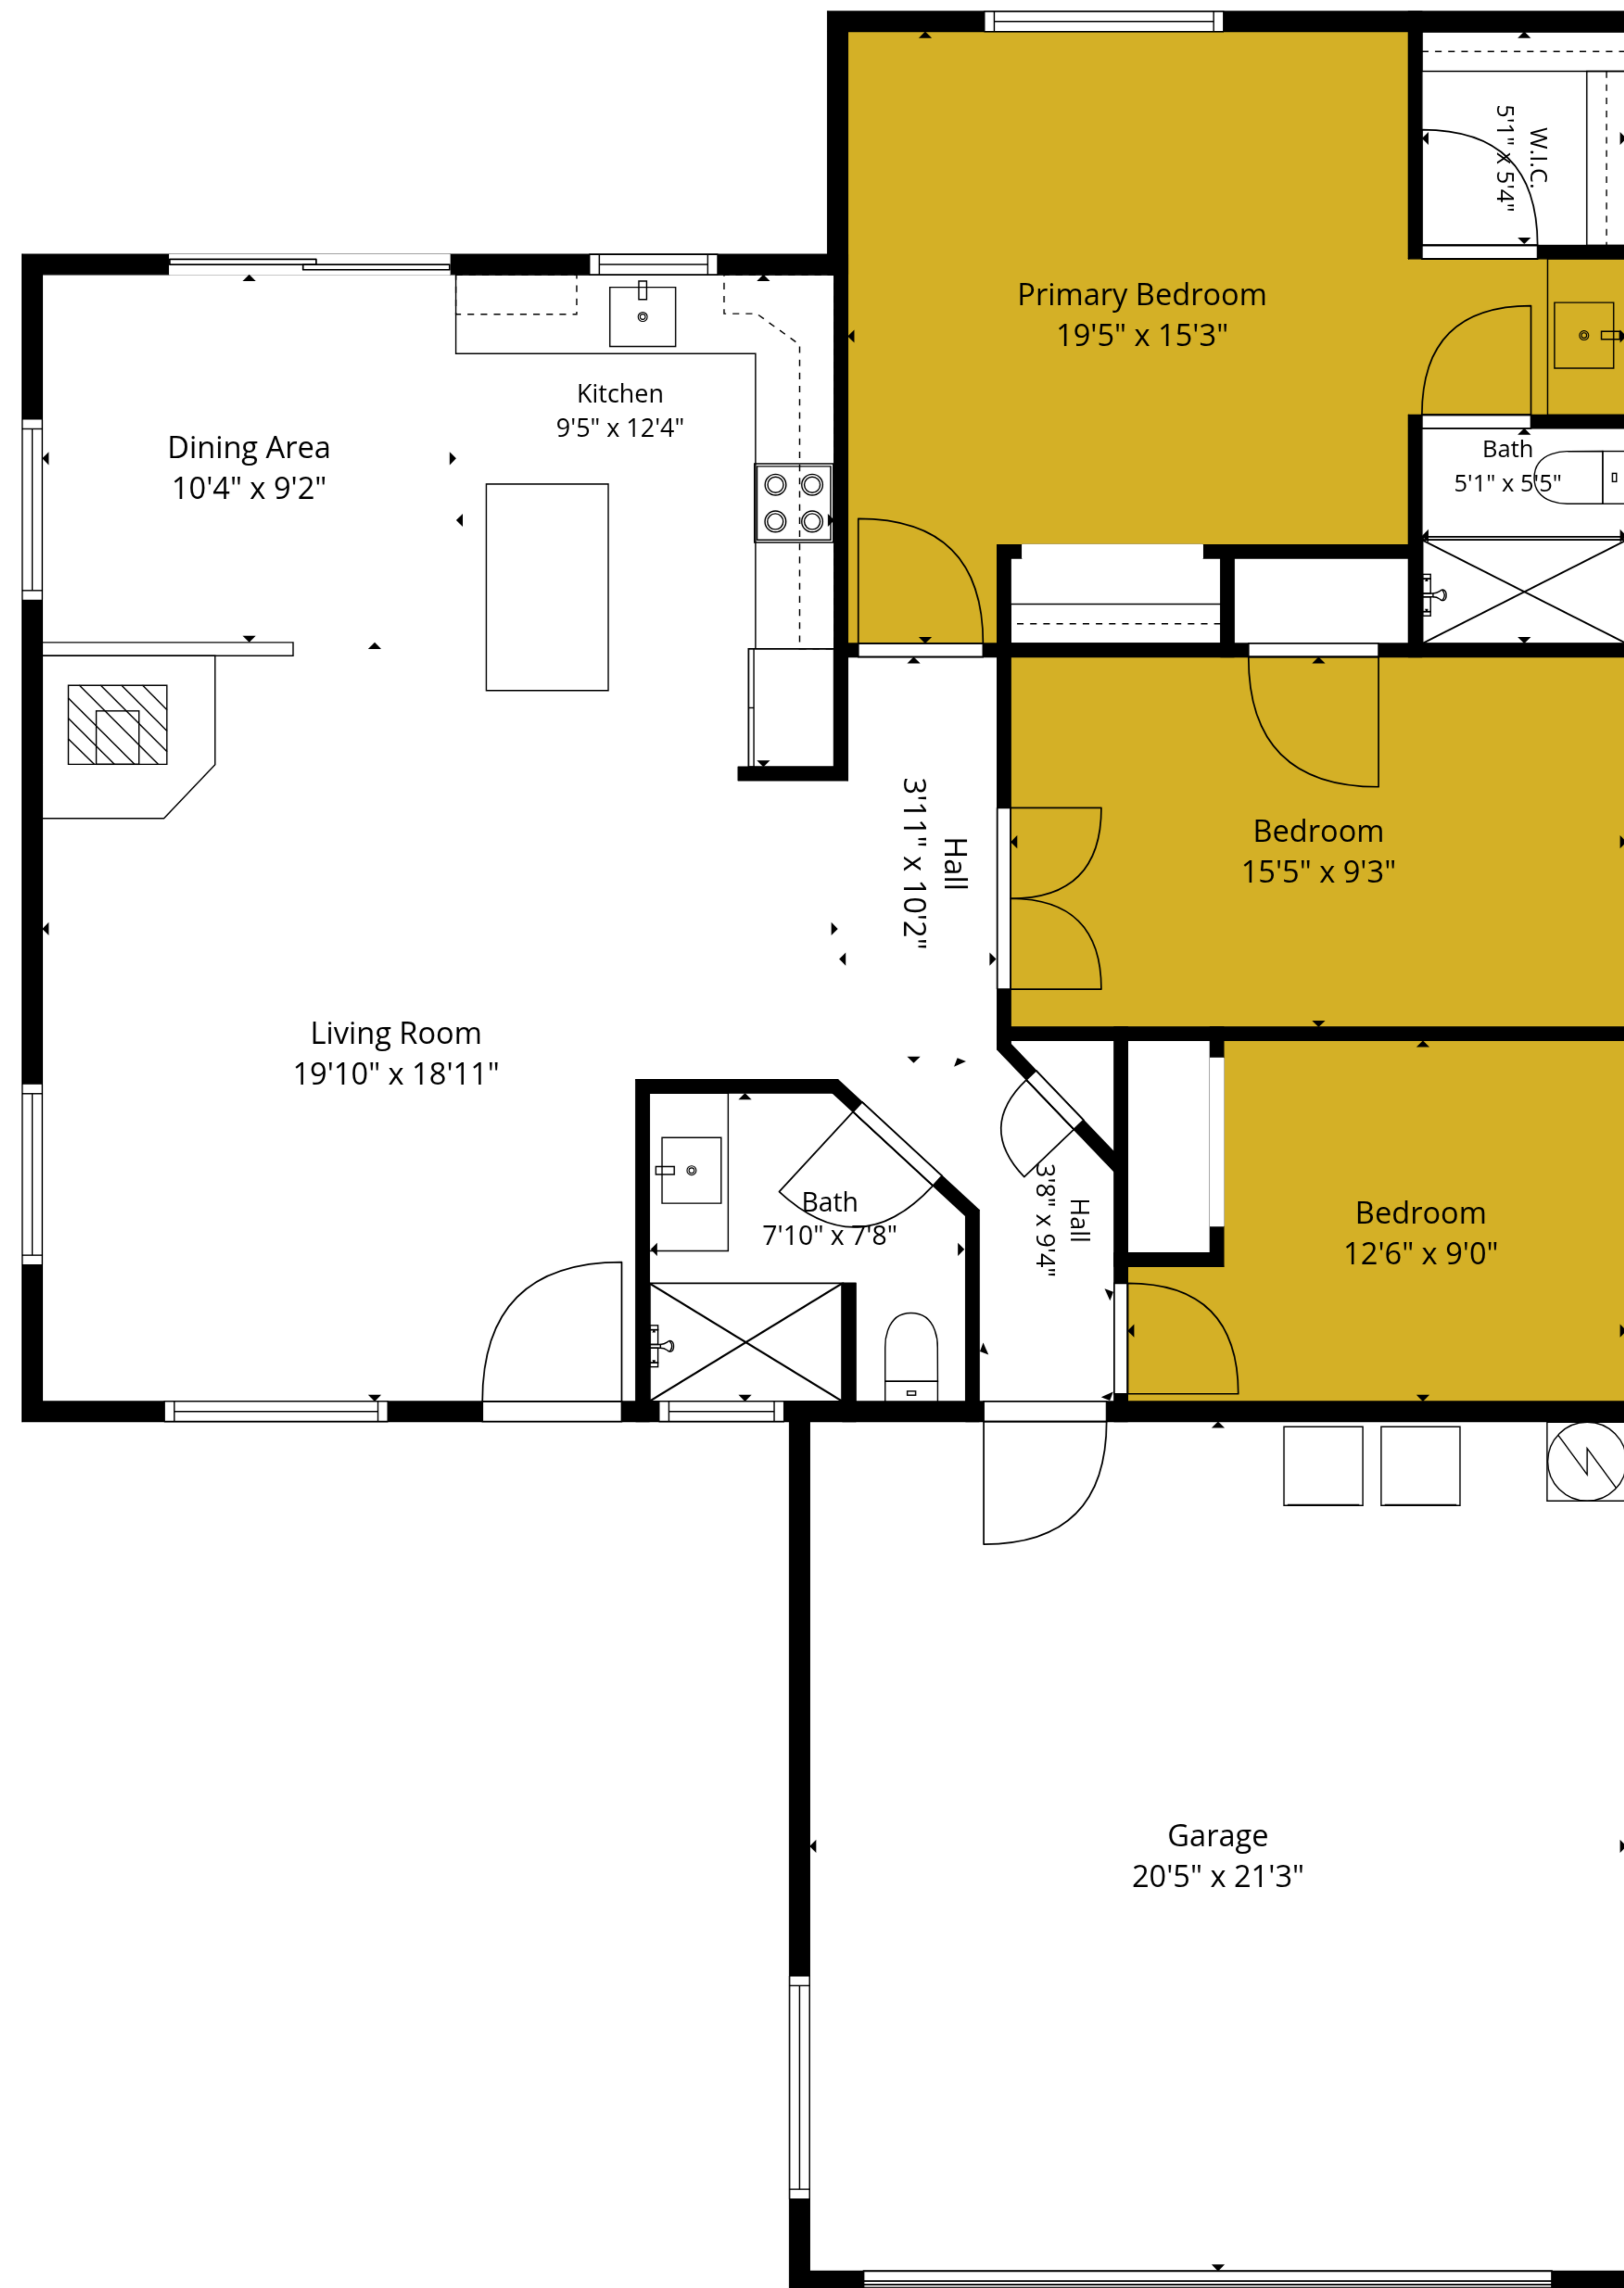 W.I.C.
5'1" x 5'4"
Primary Bedroom
19'5" x 15'3"
Kitchen
9'5" x 12'4"
Dining Area
10'4" x 9'2"
Bath
5'1" x 5'5"
Hall
3'11" x 10'2"
Bedroom
15'5" x 9'3"
Living Room
19'10" x 18'11"
Bath
7'10" x 7'8"
Hall
3'8" x 9'4"
Bedroom
12'6" x 9'0"
Garage
20'5" x 21'3"